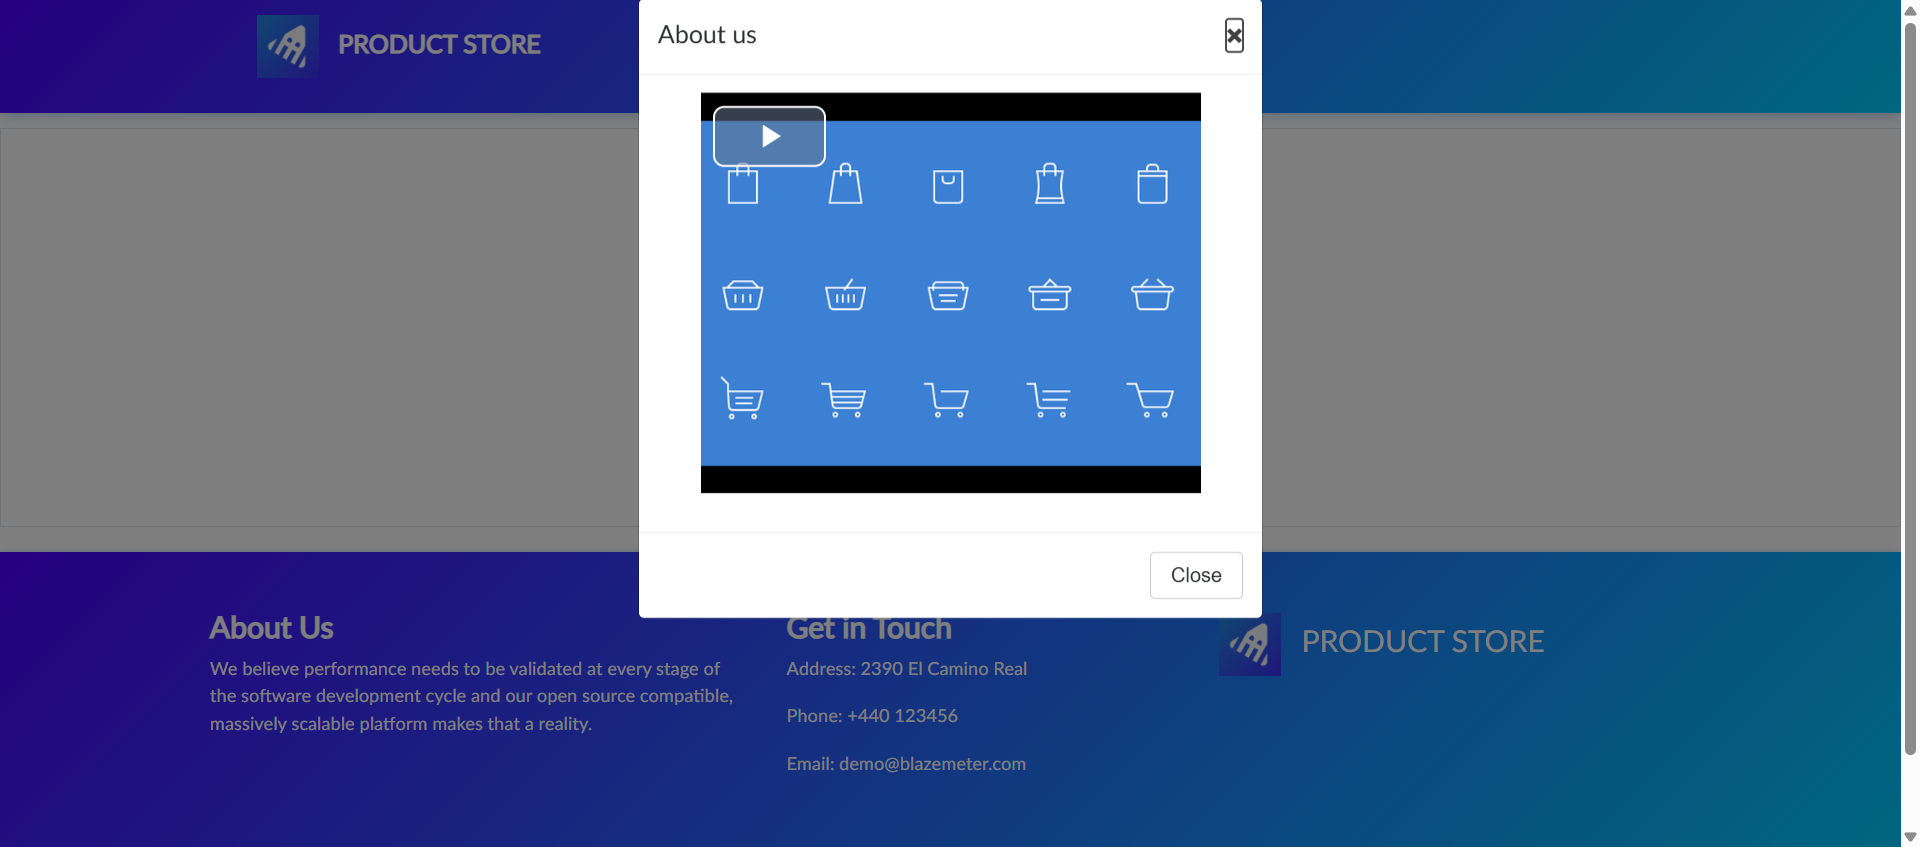 PRODUCT STORE
About us
Close
About Us
We believe performance needs to be validated at every stage of
the software development cycle and our open source compatible,
massively scalable platform makes that a reality.
Get in Touch
Address: 2390 El Camino Real
Phone: +440 123456
Email: demo@blazemeter.com
PRODUCT STORE